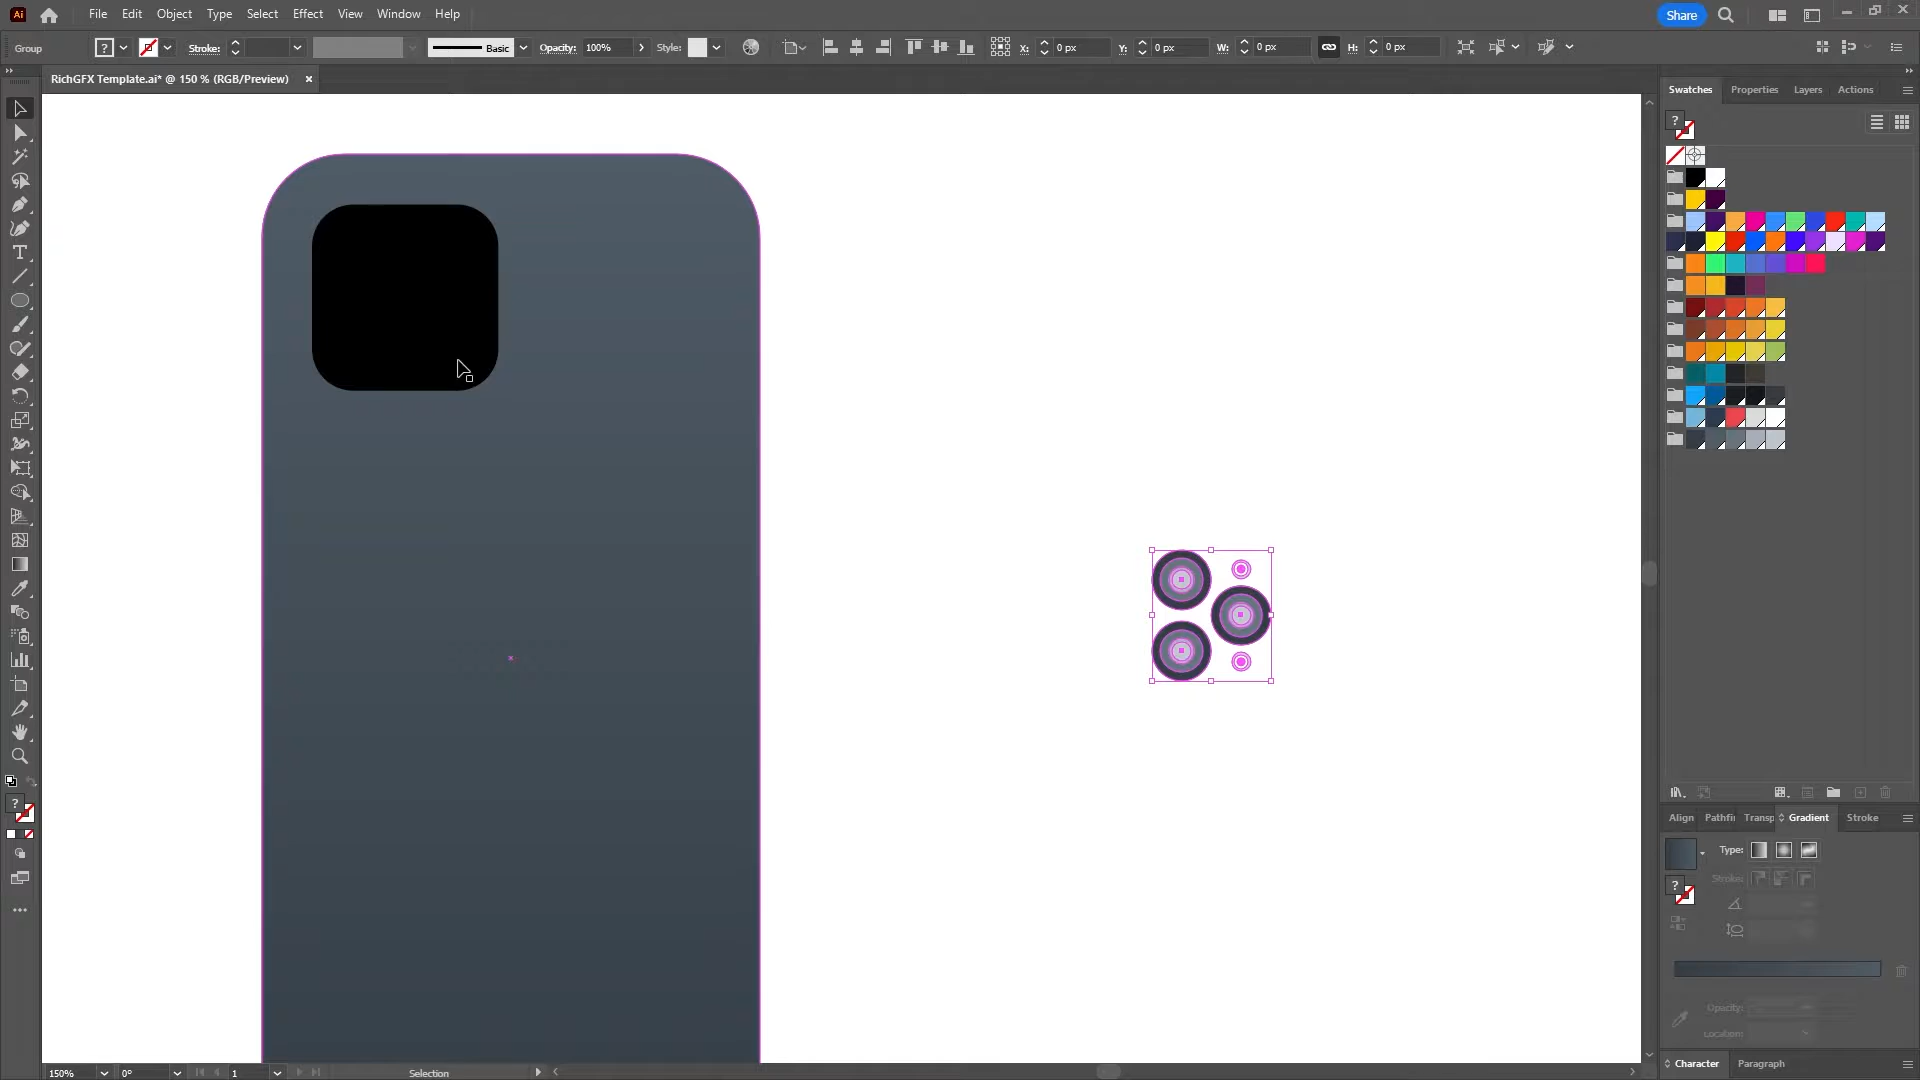 Ai File Edit Object Type Select Effect View Window Help Share
Group ? Stroke: Basic Opacity: 100% Style: X: 0 px Y: 0 px W: 0 px H: 0 px
RichGFX Template.ai* @ 150 % (RGB/Preview) ×
Swatches Properties Layers Actions
?
T
?
Align Pathfi Transp Gradient Stroke
Type:
Stroke:
?
Opacity:
Location:
Character Paragraph
150% 0° 1 Selection